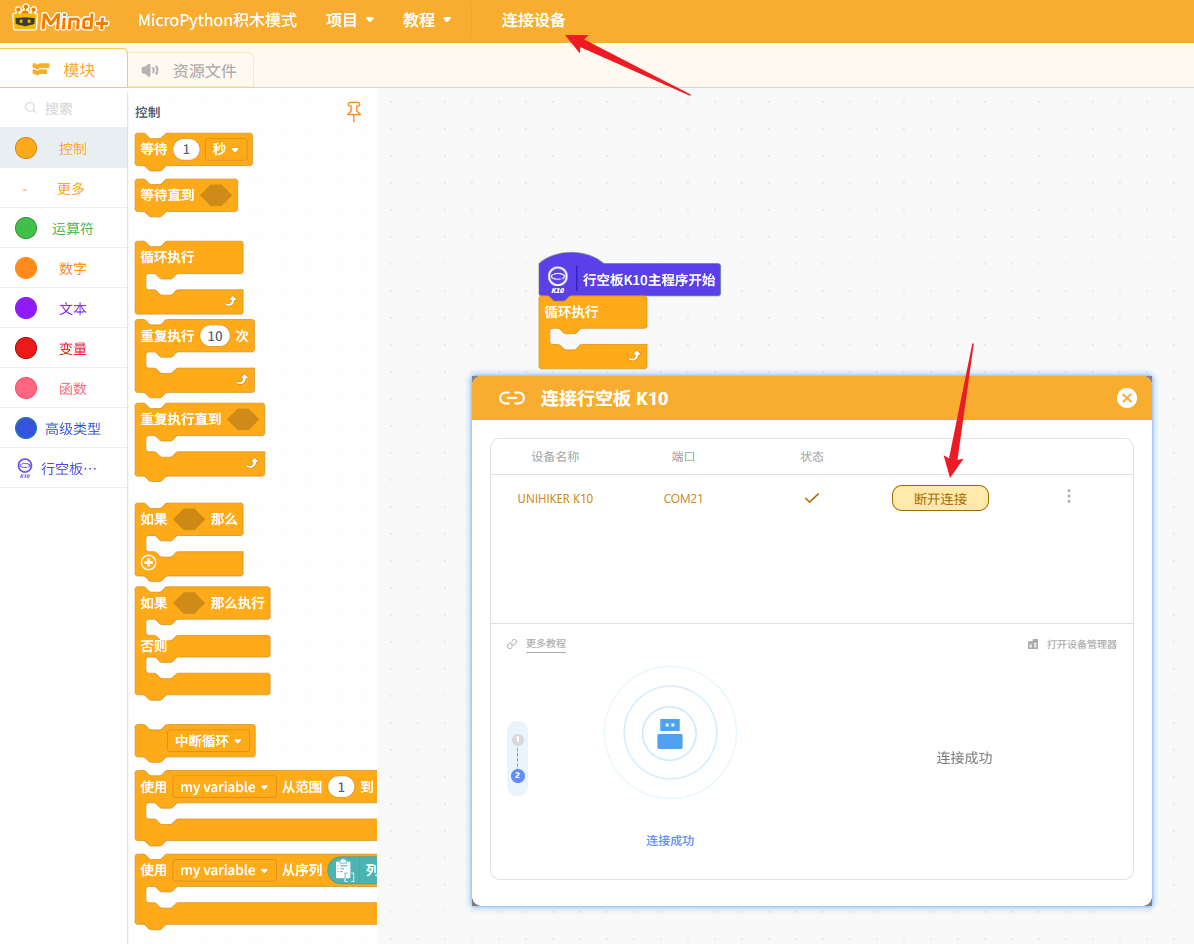 Mind+ MicroPython积木模式 项目 教程 连接设备
模块 资源文件
搜索
控制
更多
运算符
数字
文本
变量
函数
高级类型
行空板···
控制
等待 1 秒
等待直到
循环执行
重复执行 10 次
重复执行直到
如果 那么
如果 那么执行
否则
中断循环
使用 my variable 从范围 1 到
使用 my variable 从序列 列
K10 行空板K10主程序开始
循环执行
连接行空板 K10
设备名称 端口 状态
UNIHIKER K10 COM21 断开连接
更多教程 打开设备管理器
1
2
连接成功
连接成功